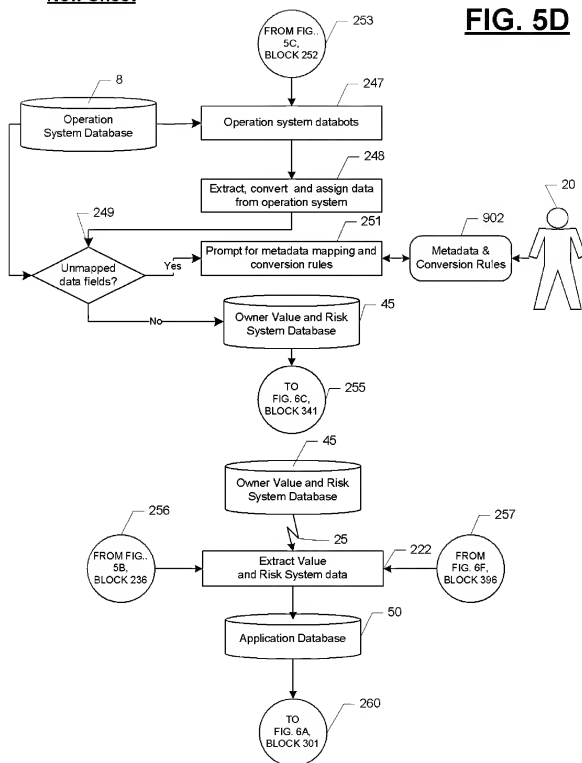 New Sheet
FIG. 5D
253
FROM FIG..
5C,
BLOCK 252
8
247
Operation
System Database
Operation system databots
248
20
Extract, convert and assign data
from operation system
249
251
902
Unmapped
data fields?
Yes
Prompt for metadata mapping and
conversion rules
Metadata &
Conversion Rules
45
No
Owner Value and Risk
System Database
255
TO
FIG. 6C,
BLOCK 341
45
Owner Value and Risk
System Database
256
25
257
222
FROM FIG..
5B,
BLOCK 236
Extract Value
and Risk System data
FROM
FIG. 6F,
BLOCK 396
50
Application Database
260
TO
FIG. 6A,
BLOCK 301